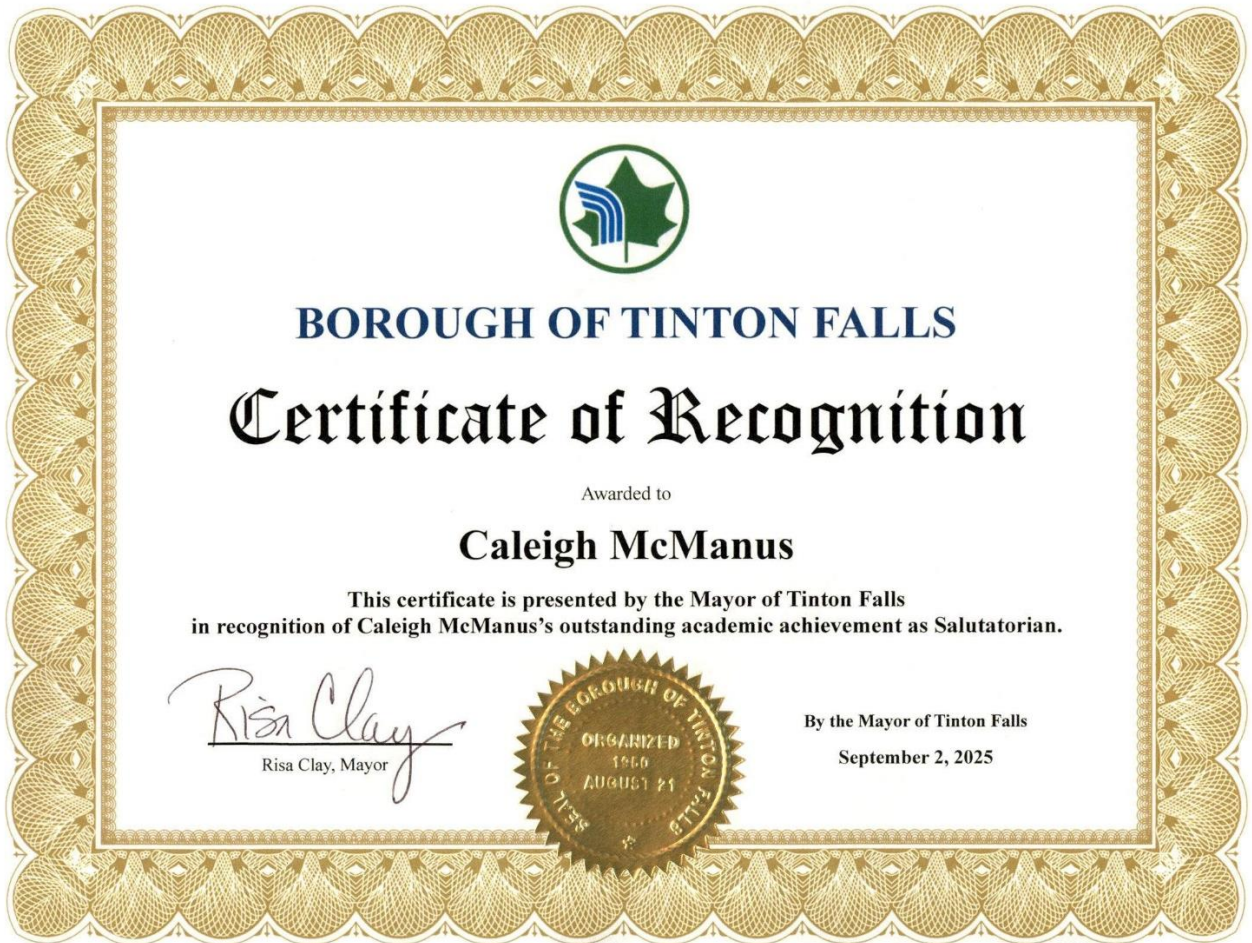 BOROUGH OF TINTON FALLS
Certificate of Recognition
Awarded to
Caleigh McManus
This certificate is presented by the Mayor of Tinton Falls
in recognition of Caleigh McManus's outstanding academic achievement as Salutatorian.
Risa Clay
Risa Clay, Mayor
SEAL OF THE BOROUGH OF TINTON FALLS
ORGANIZED
1950
AUGUST 21
By the Mayor of Tinton Falls
September 2, 2025